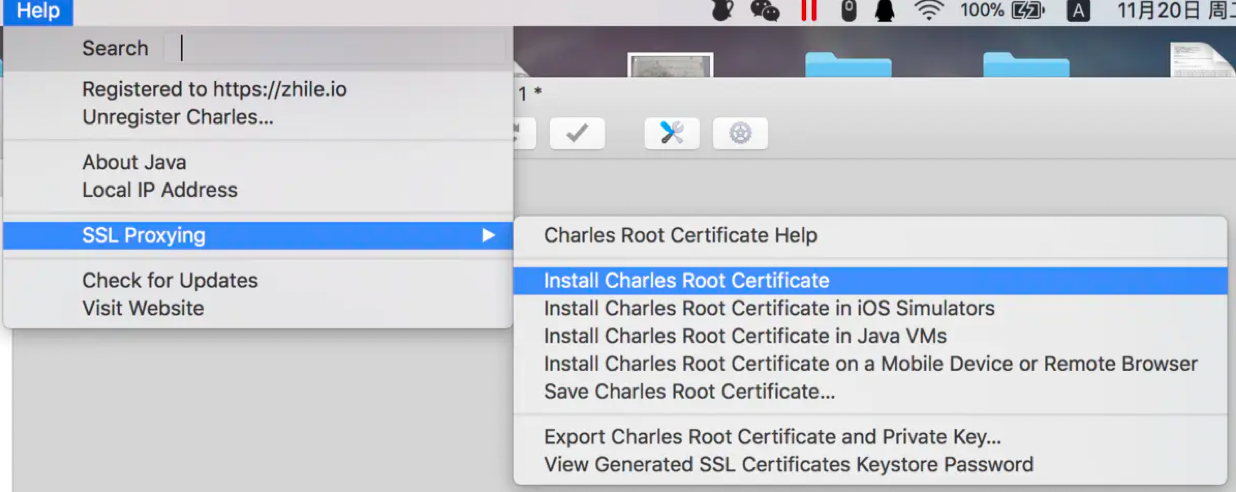 Help
100%
A
11月20日 周二
Search
Registered to https://zhile.io
1 *
Unregister Charles...
About Java
Local IP Address
SSL Proxying
Charles Root Certificate Help
Check for Updates
Install Charles Root Certificate
Visit Website
Install Charles Root Certificate in iOS Simulators
Install Charles Root Certificate in Java VMs
Install Charles Root Certificate on a Mobile Device or Remote Browser
Save Charles Root Certificate...
Export Charles Root Certificate and Private Key...
View Generated SSL Certificates Keystore Password